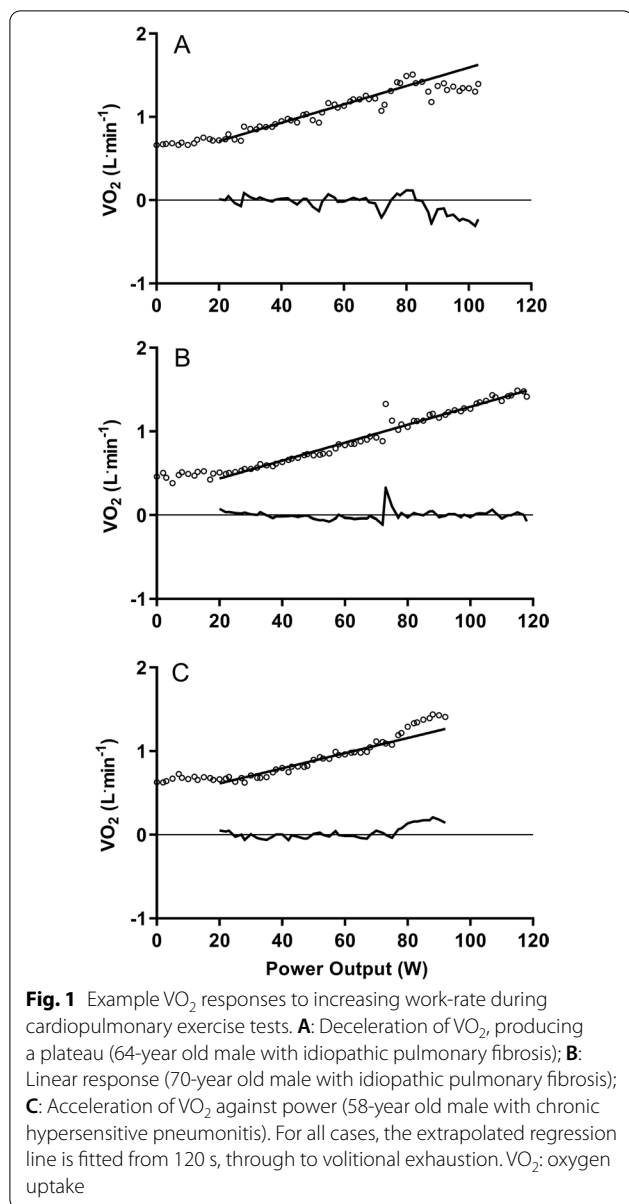 A
2
1
0
-1
VO₂ (L·min⁻¹)
0 20 40 60 80 100 120
B
2
1
0
-1
VO₂ (L·min⁻¹)
0 20 40 60 80 100 120
C
2
1
0
-1
VO₂ (L·min⁻¹)
0 20 40 60 80 100 120
Power Output (W)
Fig. 1 Example VO₂ responses to increasing work-rate during
cardiopulmonary exercise tests. A: Deceleration of VO₂, producing
a plateau (64-year old male with idiopathic pulmonary fibrosis); B:
Linear response (70-year old male with idiopathic pulmonary fibrosis);
C: Acceleration of VO₂ against power (58-year old male with chronic
hypersensitive pneumonitis). For all cases, the extrapolated regression
line is fitted from 120 s, through to volitional exhaustion. VO₂: oxygen
uptake